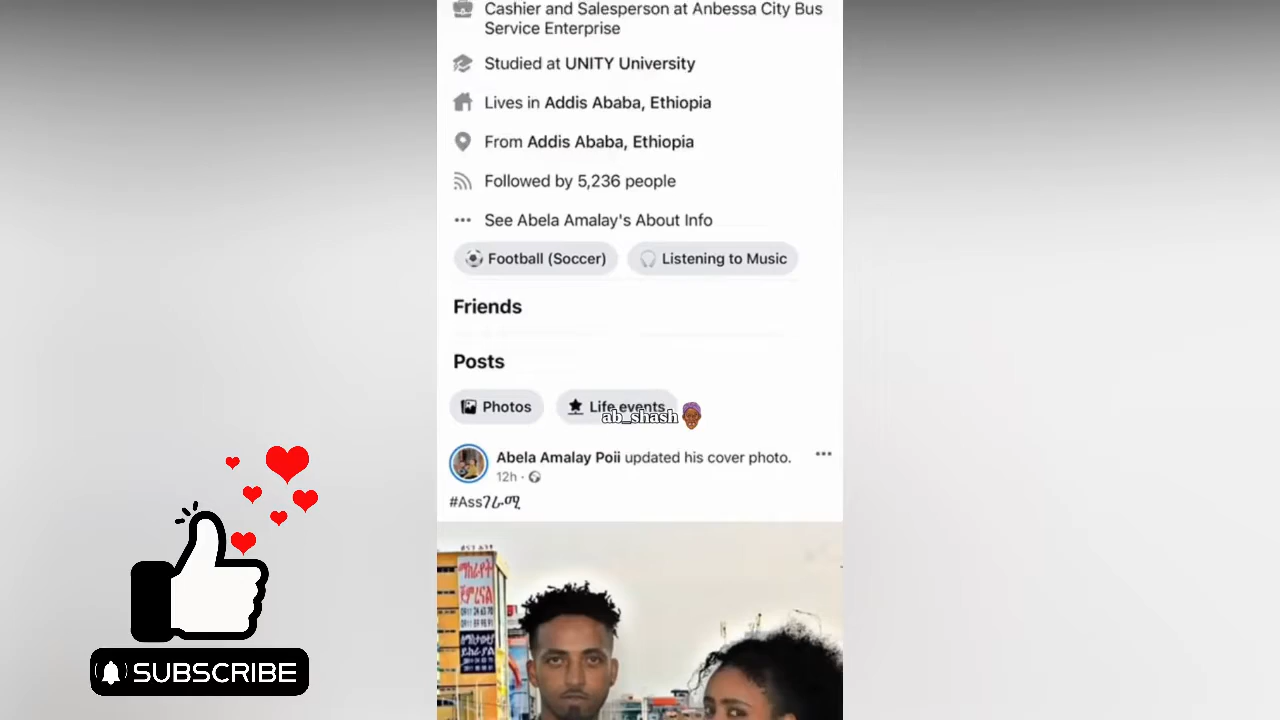 Cashier and Salesperson at Anbessa City Bus
Service Enterprise
Studied at UNITY University
Lives in Addis Ababa, Ethiopia
From Addis Ababa, Ethiopia
Followed by 5,236 people
See Abela Amalay's About Info
Football (Soccer)
Listening to Music
Friends
Posts
Photos
Life events
ab_shash
Abela Amalay Poii updated his cover photo.
12h
#Assገራሚ
ማስራዎት
ጀምረናል
SUBSCRIBE